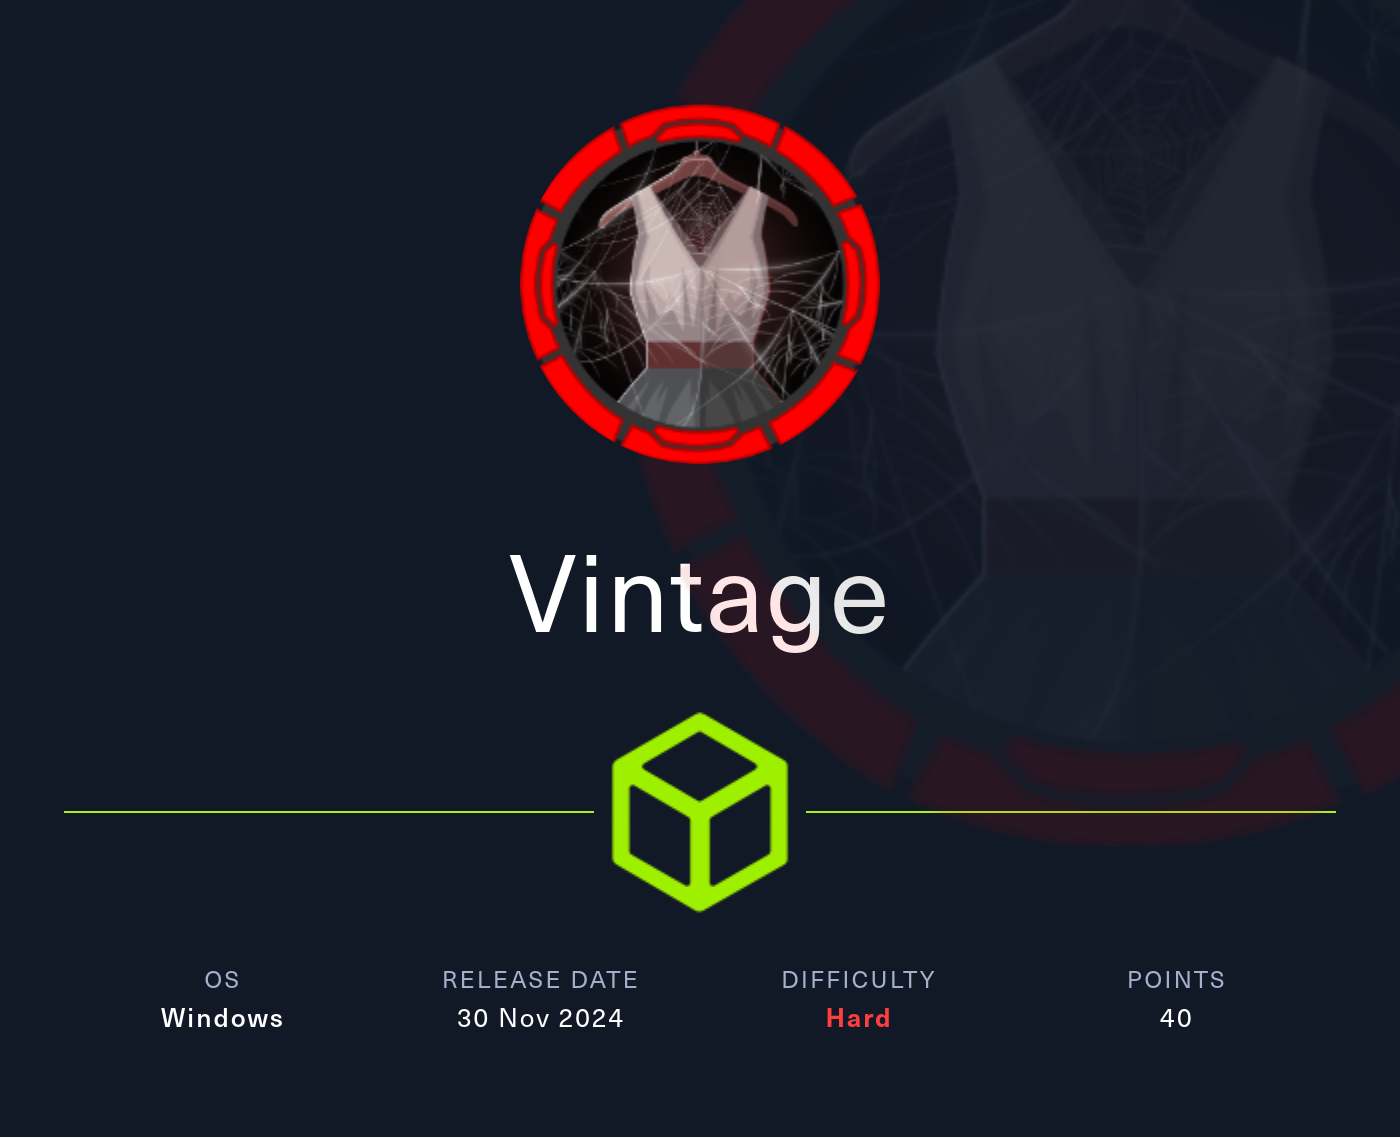 Vintage
OS
Windows
RELEASE DATE
30 Nov 2024
DIFFICULTY
Hard
POINTS
40